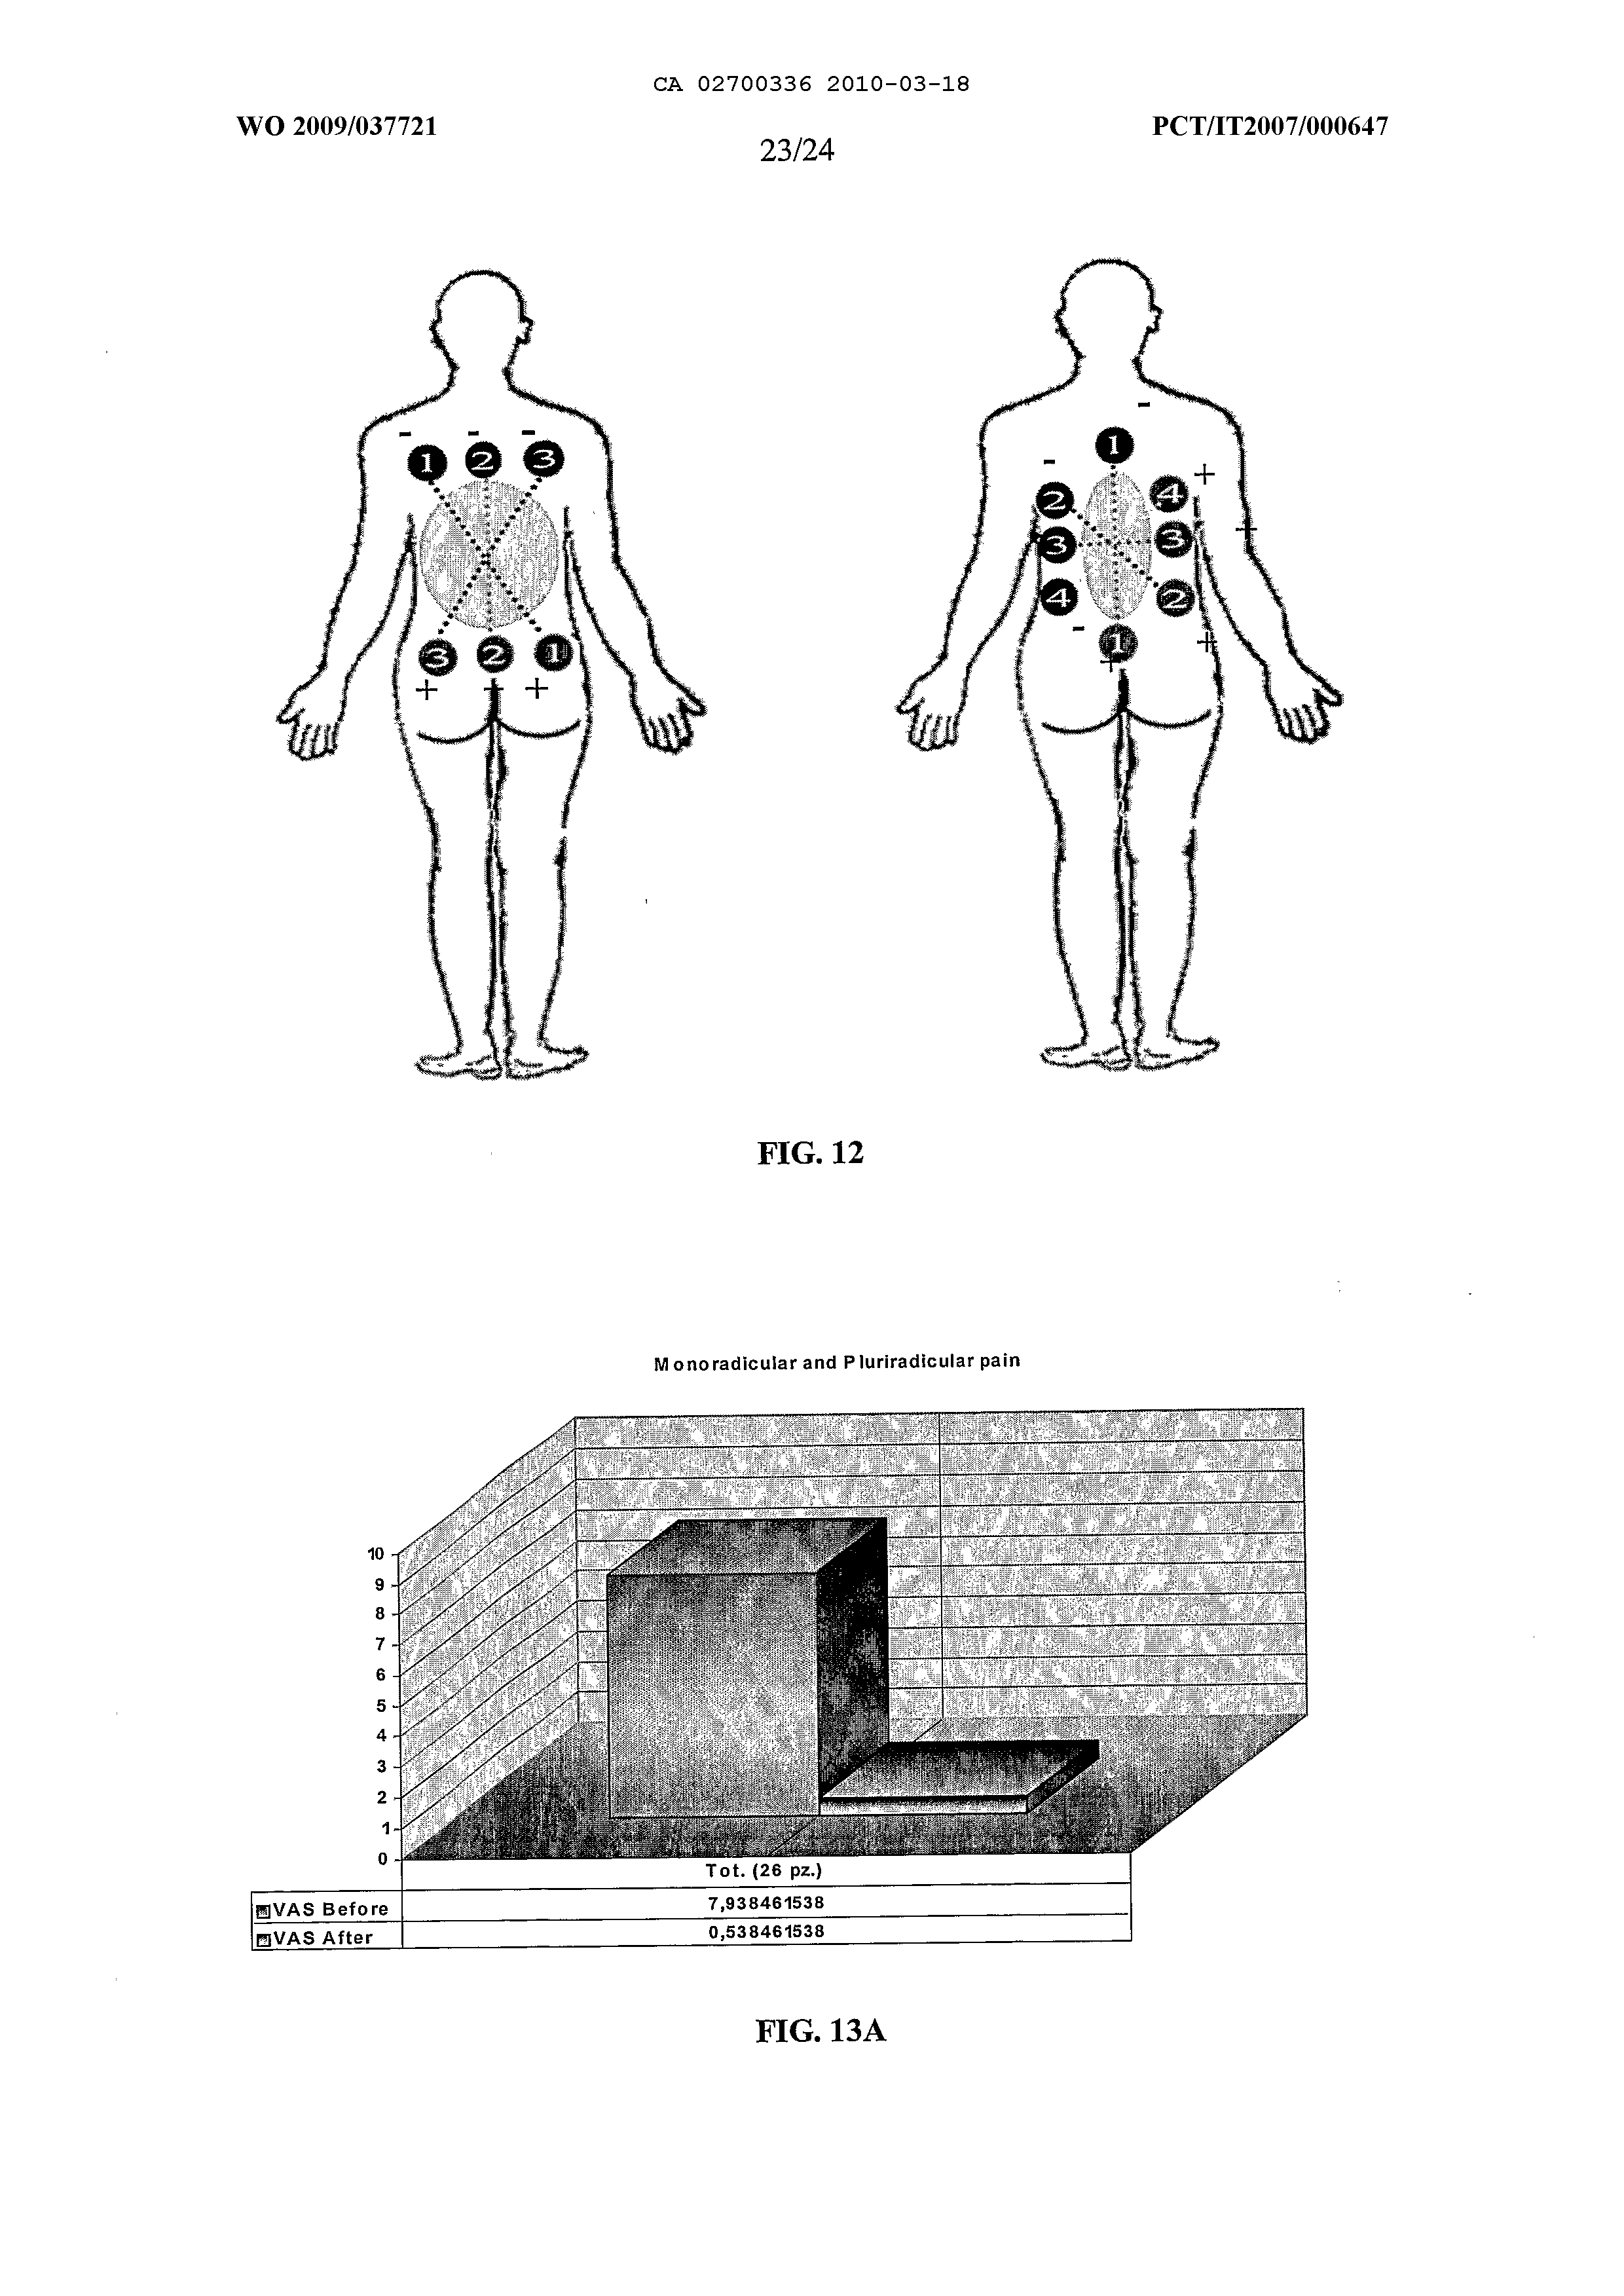 CA 02700336 2010-03-18
WO 2009/037721
PCT/IT2007/000647
23/24
- - -
1 2 3
3 2 1
+ + +
-
1
- +
2 4
3 3
+
4 2
- +
1
+
FIG. 12
Monoradicular and Pluriradicular pain
10
9
8
7
6
5
4
3
2
1
0
Tot. (26 pz.)
VAS Before 7,938461538
VAS After 0,538461538
FIG. 13A